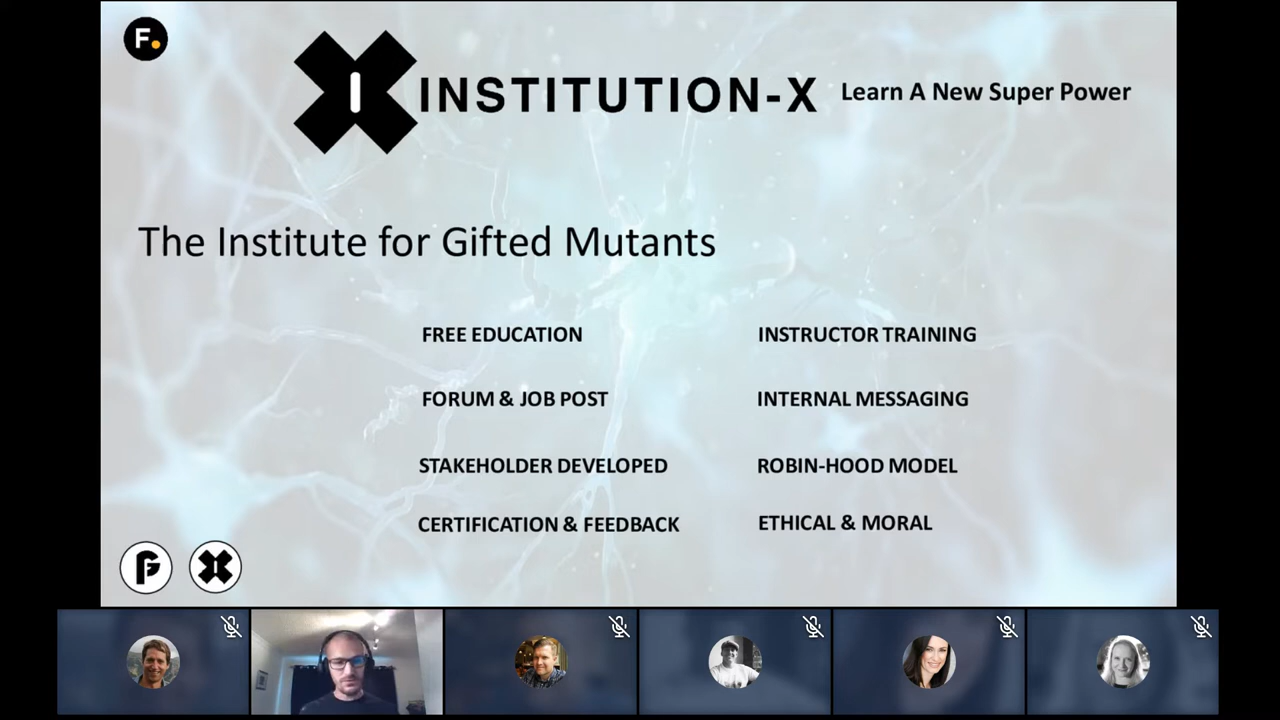 F.
I
INSTITUTION-X
Learn A New Super Power
The Institute for Gifted Mutants
FREE EDUCATION
INSTRUCTOR TRAINING
FORUM & JOB POST
INTERNAL MESSAGING
STAKEHOLDER DEVELOPED
ROBIN-HOOD MODEL
CERTIFICATION & FEEDBACK
ETHICAL & MORAL